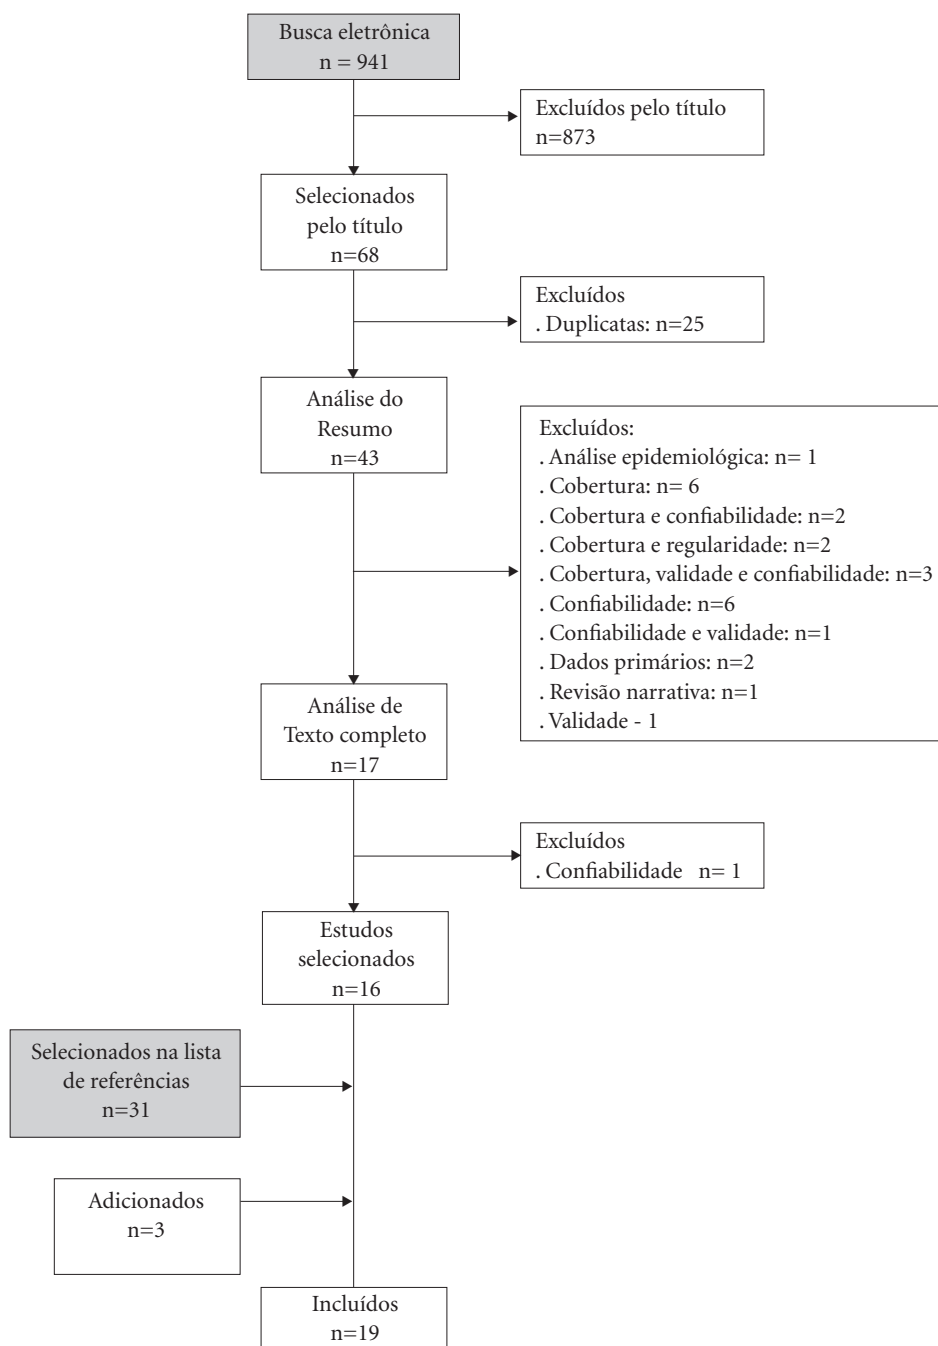 Busca eletrônica
n = 941
Excluídos pelo título
n=873
Selecionados
pelo título
n=68
Excluídos
. Duplicatas: n=25
Análise do
Resumo
n=43
Excluídos:
. Análise epidemiológica: n= 1
. Cobertura: n= 6
. Cobertura e confiabilidade: n=2
. Cobertura e regularidade: n=2
. Cobertura, validade e confiabilidade: n=3
. Confiabilidade: n=6
. Confiabilidade e validade: n=1
. Dados primários: n=2
. Revisão narrativa: n=1
. Validade - 1
Análise de
Texto completo
n=17
Excluídos
. Confiabilidade n= 1
Estudos
selecionados
n=16
Selecionados na lista
de referências
n=31
Adicionados
n=3
Incluídos
n=19